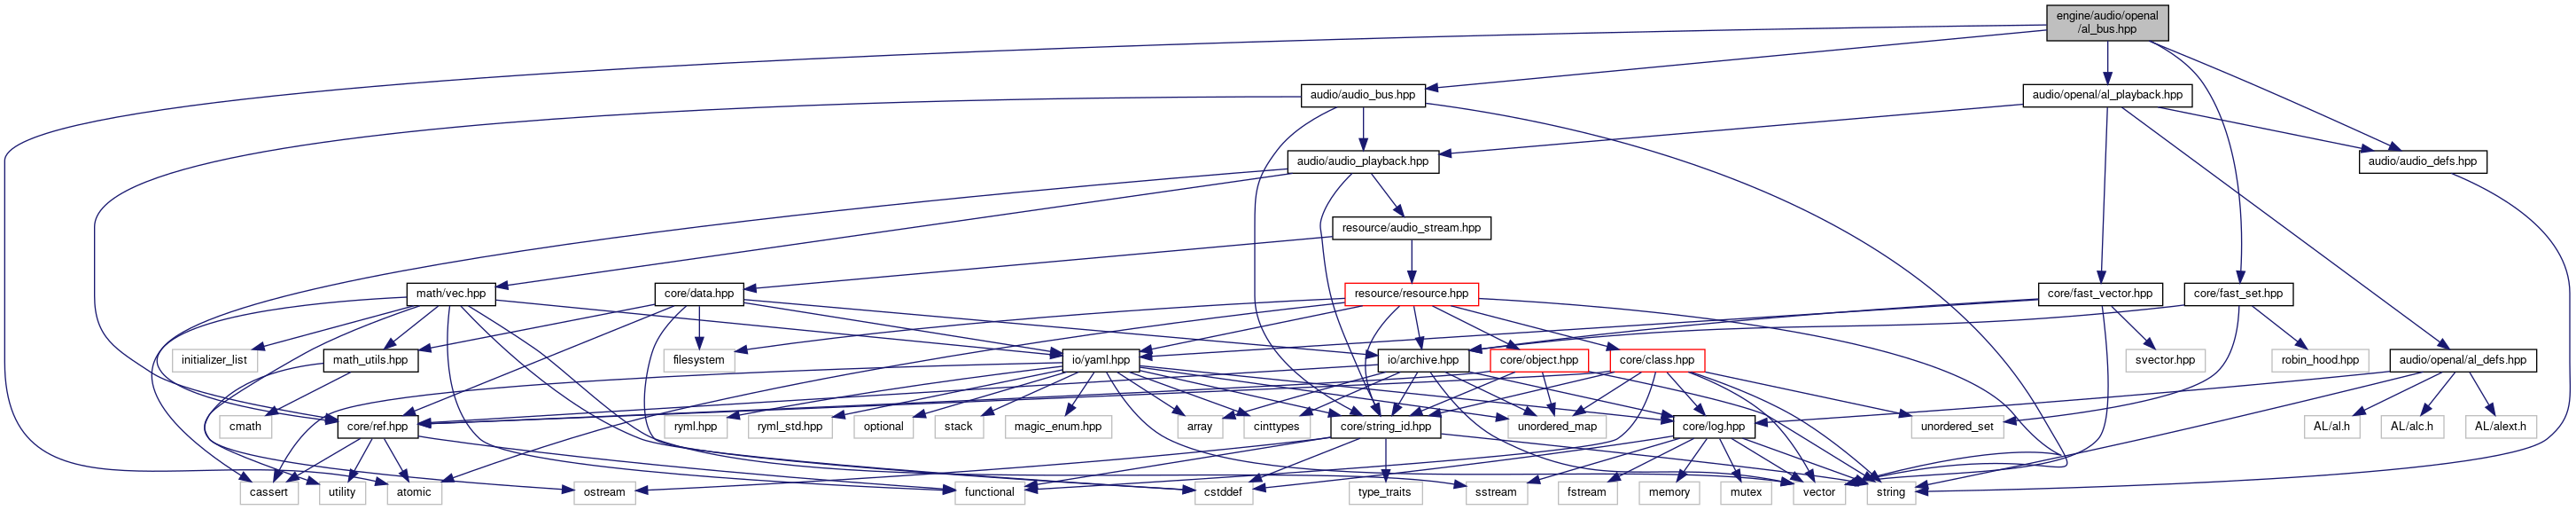 engine/audio/openal
/al_bus.hpp
audio/audio_bus.hpp
audio/openal/al_playback.hpp
audio/audio_playback.hpp
audio/audio_defs.hpp
resource/audio_stream.hpp
math/vec.hpp
core/data.hpp
resource/resource.hpp
core/fast_vector.hpp
core/fast_set.hpp
initializer_list
math_utils.hpp
filesystem
io/yaml.hpp
io/archive.hpp
core/object.hpp
core/class.hpp
svector.hpp
robin_hood.hpp
audio/openal/al_defs.hpp
cmath
core/ref.hpp
ryml.hpp
ryml_std.hpp
optional
stack
magic_enum.hpp
array
cinttypes
core/string_id.hpp
unordered_map
core/log.hpp
unordered_set
AL/al.h
AL/alc.h
AL/alext.h
cassert
utility
atomic
ostream
functional
cstddef
type_traits
sstream
fstream
memory
mutex
vector
string